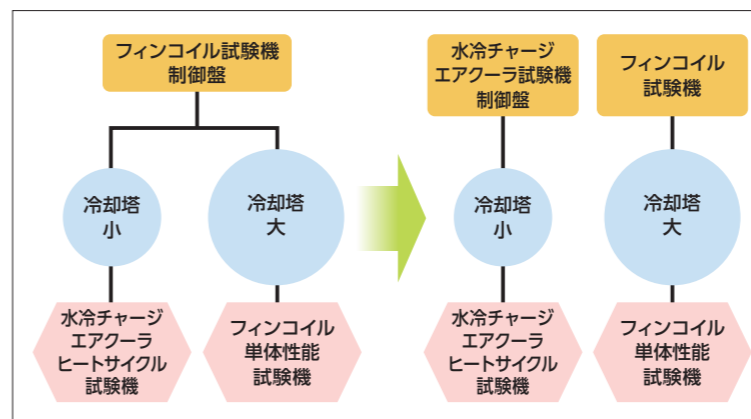 フィンコイル試験機
制御盤
冷却塔
小
冷却塔
大
水冷チャージ
エアクーラ
ヒートサイクル
試験機
フィンコイル
単体性能
試験機
水冷チャージ
エアクーラ試験機
制御盤
フィンコイル
試験機
冷却塔
小
冷却塔
大
水冷チャージ
エアクーラ
ヒートサイクル
試験機
フィンコイル
単体性能
試験機